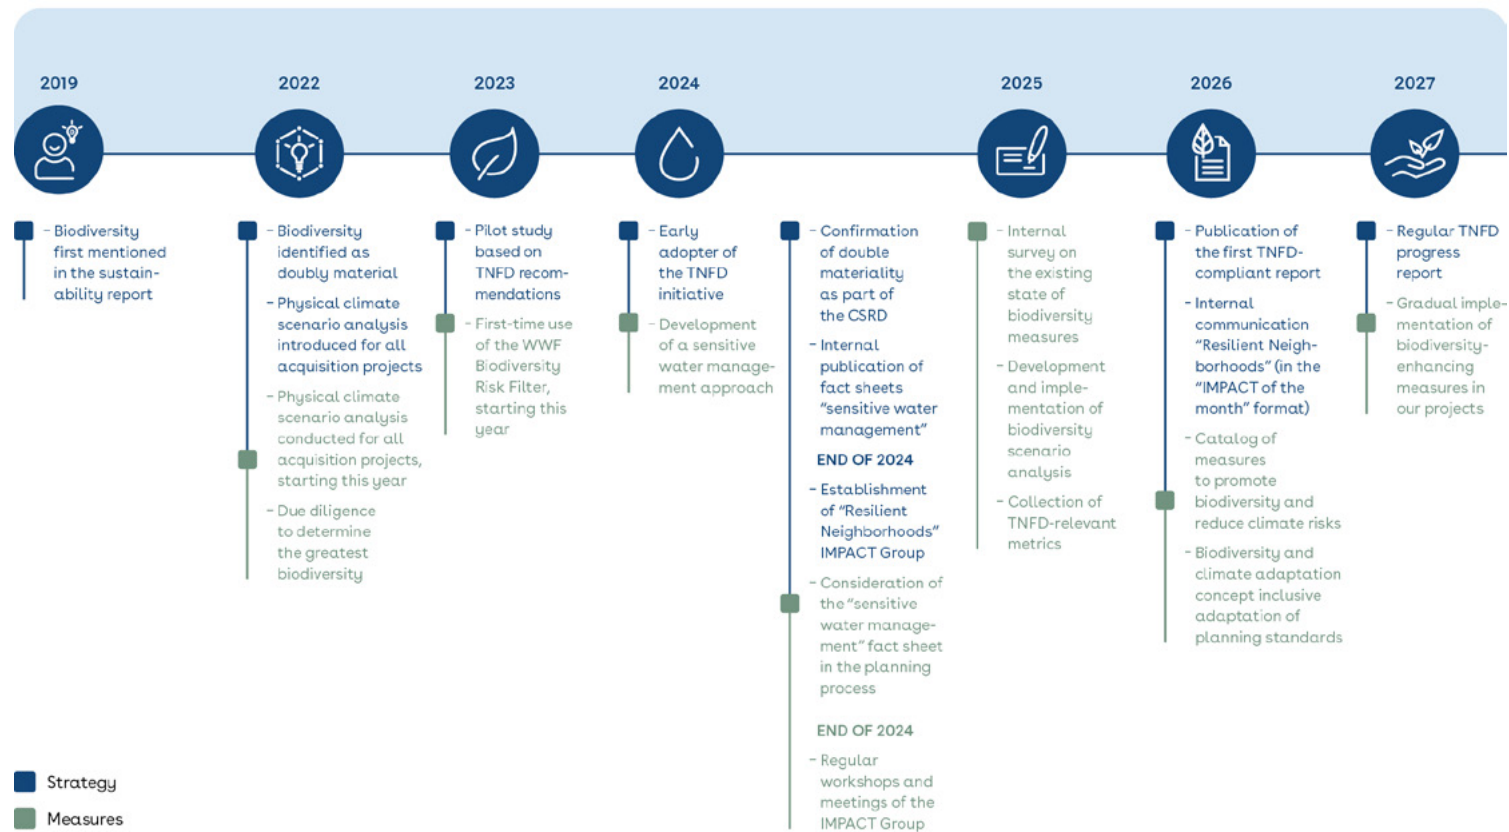 2019
2022
2023
2024
2025
2026
2027
– Biodiversity
first mentioned
in the sustain-
ability report
– Biodiversity
identified as
doubly material
– Physical climate
scenario analysis
introduced for all
acquisition projects
– Physical climate
scenario analysis
conducted for all
acquisition projects,
starting this year
– Due diligence
to determine
the greatest
biodiversity
– Pilot study
based on
TNFD recom-
mendations
– First-time use
of the WWF
Biodiversity
Risk Filter,
starting this
year
– Early
adopter of
the TNFD
initiative
– Development
of a sensitive
water manage-
ment approach
– Confirmation
of double
materiality
as part of
the CSRD
– Internal
publication of
fact sheets
“sensitive water
management”
END OF 2024
– Establishment
of “Resilient
Neighborhoods”
IMPACT Group
– Consideration of
the “sensitive
water manage-
ment” fact sheet
in the planning
process
END OF 2024
– Regular
workshops and
meetings of the
IMPACT Group
– Internal
survey on
the existing
state of
biodiversity
measures
– Development
and imple-
mentation of
biodiversity
scenario
analysis
– Collection of
TNFD-relevant
metrics
– Publication of
the first TNFD-
compliant report
– Internal
communication
“Resilient Neigh-
borhoods” (in the
“IMPACT of the
month” format)
– Catalog of
measures
to promote
biodiversity and
reduce climate risks
– Biodiversity and
climate adaptation
concept inclusive
adaptation of
planning standards
– Regular TNFD
progress
report
– Gradual imple-
mentation of
biodiversity-
enhancing
measures in
our projects
Strategy
Measures